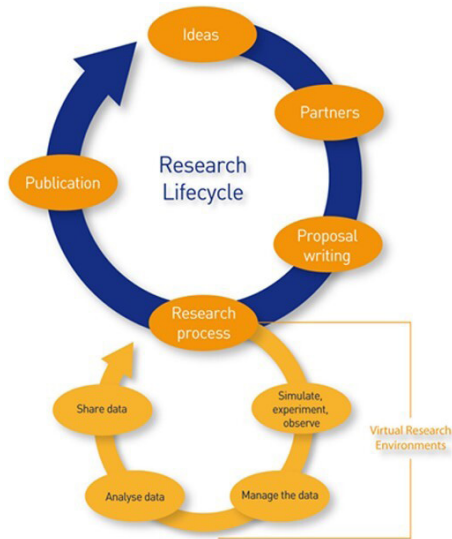 Ideas
Partners
Research
Lifecycle
Publication
Proposal
writing
Research
process
Simulate,
experiment,
observe
Share data
Virtual Research
Environments
Analyse data
Manage the data